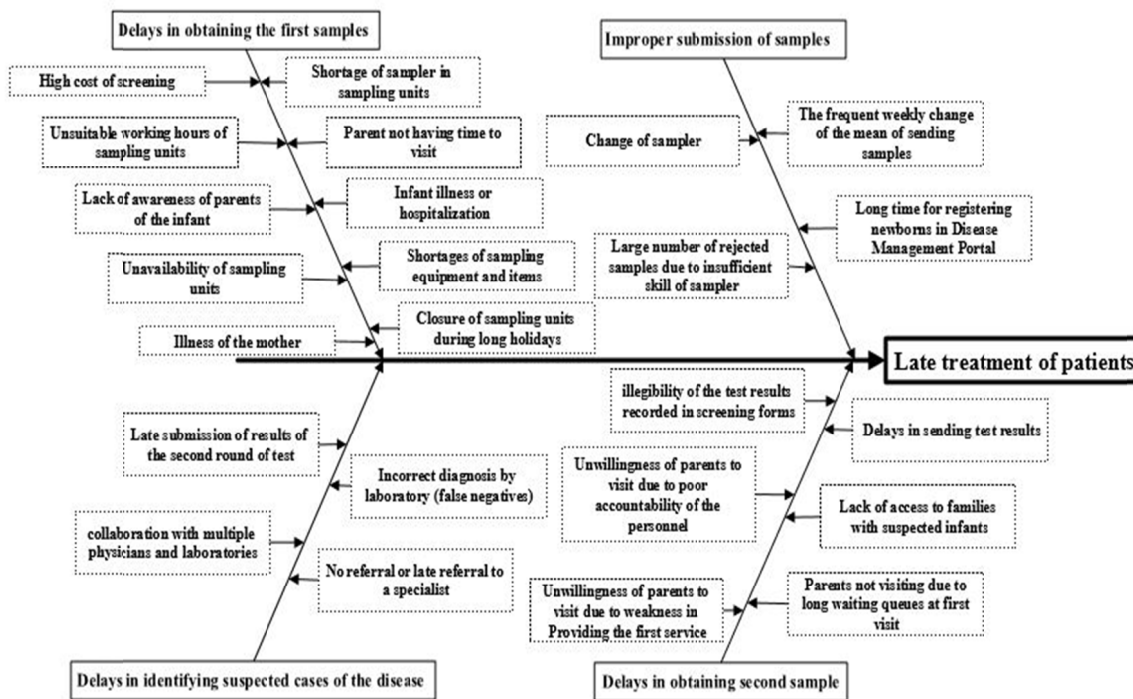 Delays in obtaining the first samples
High cost of screening
Shortage of sampler in
sampling units
Unsuitable working hours of
sampling units
Parent not having time to
visit
Lack of awareness of parents
of the infant
Infant illness or
hospitalization
Unavailability of sampling
units
Shortages of sampling
equipment and items
Illness of the mother
Closure of sampling units
during long holidays
Improper submission of samples
Change of sampler
The frequent weekly change
of the mean of sending
samples
Large number of rejected
samples due to insufficient
skill of sampler
Long time for registering
newborns in Disease
Management Portal
Late treatment of patients
Late submission of results of
the second round of test
Incorrect diagnosis by
laboratory (false negatives)
collaboration with multiple
physicians and laboratories
No referral or late referral to
a specialist
Delays in identifying suspected cases of the disease
illegibility of the test results
recorded in screening forms
Delays in sending test results
Unwillingness of parents to
visit due to poor
accountability of the
personnel
Lack of access to families
with suspected infants
Unwillingness of parents to
visit due to weakness in
Providing the first service
Parents not visiting due to
long waiting queues at first
visit
Delays in obtaining second sample